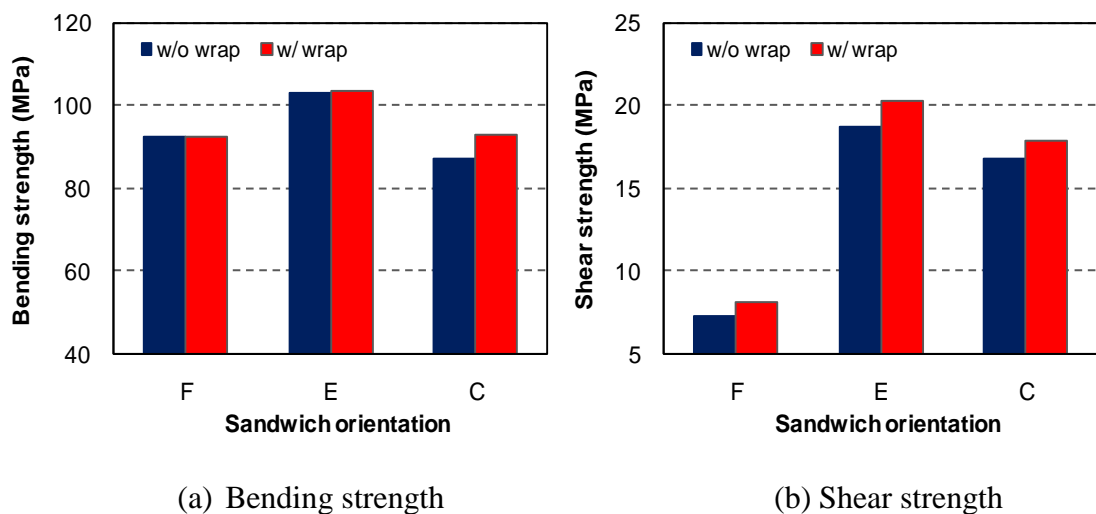 Bending strength (MPa)
120
100
80
60
40
w/o wrap w/ wrap
F E C
Sandwich orientation
(a) Bending strength
Shear strength (MPa)
25
20
15
10
5
w/o wrap w/ wrap
F E C
Sandwich orientation
(b) Shear strength